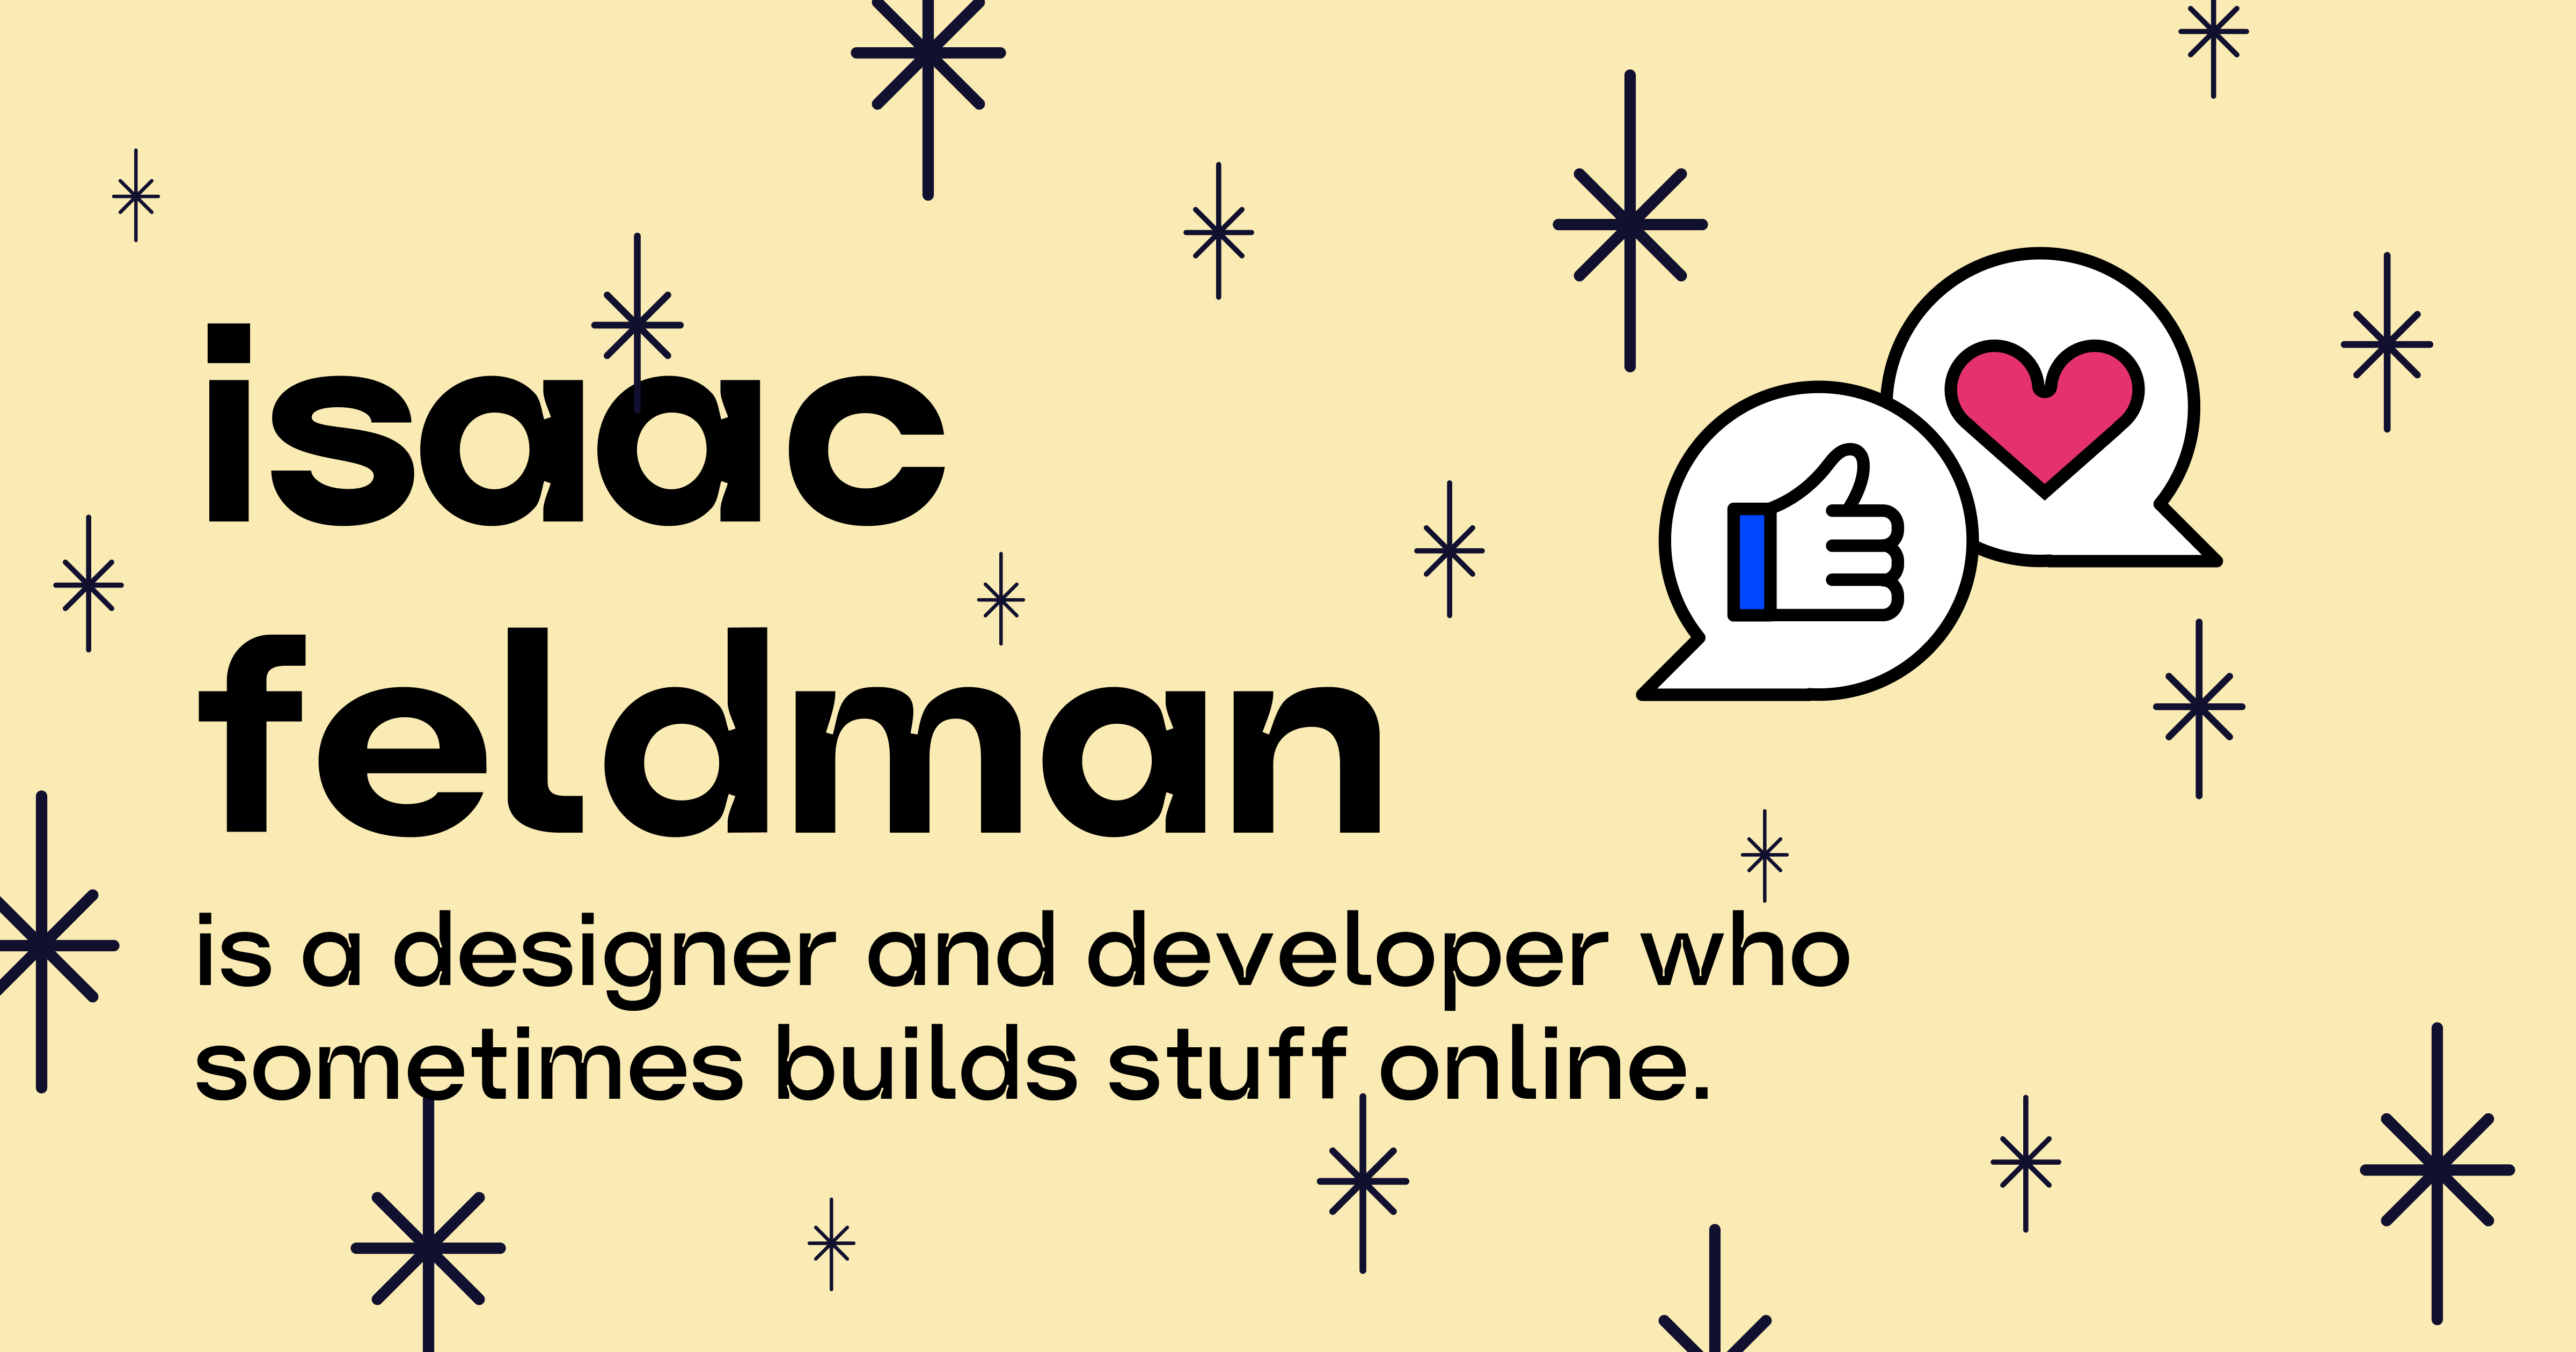 isaac
feldman
is a designer and developer who
sometimes builds stuff online.